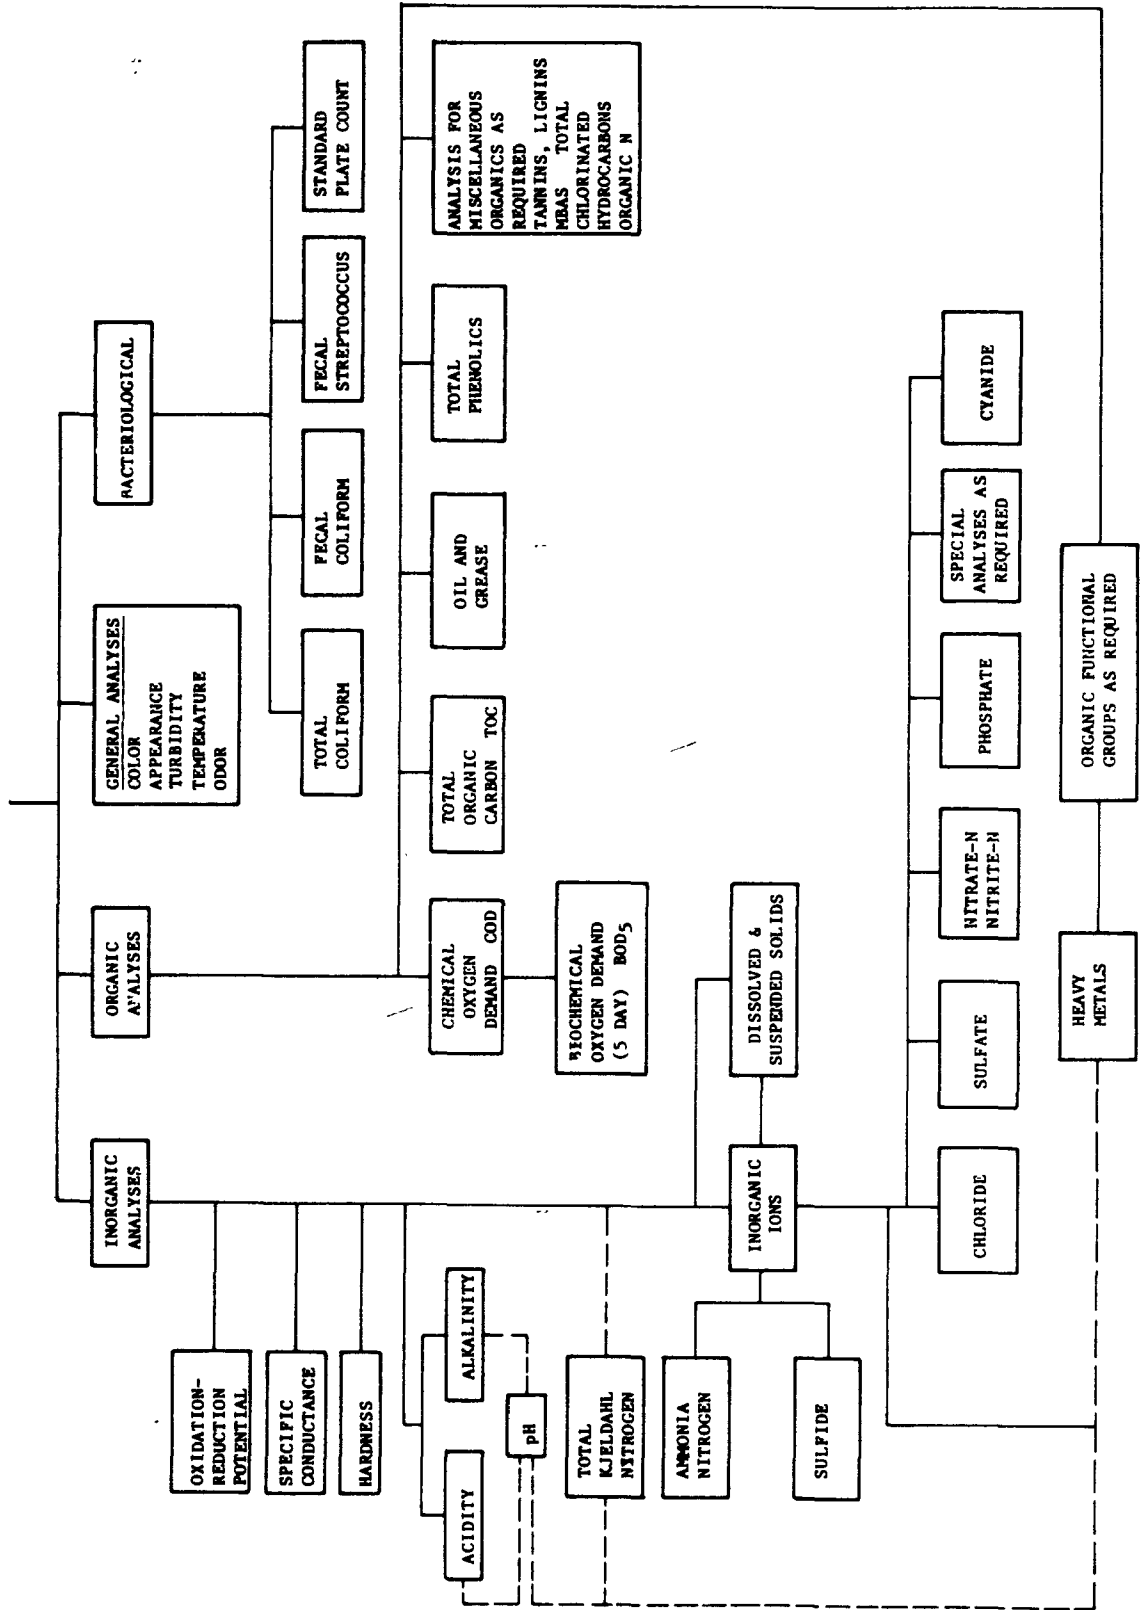 INORGANIC
ANALYSES
ORGANIC
ANALYSES
GENERAL ANALYSES
COLOR
APPEARANCE
TURBIDITY
TEMPERATURE
ODOR
BACTERIOLOGICAL
OXIDATION-
REDUCTION
POTENTIAL
SPECIFIC
CONDUCTANCE
HARDNESS
TOTAL
COLIFORM
FECAL
COLIFORM
FECAL
STREPTOCOCCUS
STANDARD
PLATE COUNT
ACIDITY
ALKALINITY
pH
CHEMICAL
OXYGEN
DEMAND COD
TOTAL
ORGANIC
CARBON TOC
OIL AND
GREASE
TOTAL
PHENOLICS
ANALYSIS FOR
MISCELLANEOUS
ORGANICS AS
REQUIRED
TANNINS, LIGNINS
MBAS TOTAL
CHLORINATED
HYDROCARBONS
ORGANIC N
BIOCHEMICAL
OXYGEN DEMAND
(5 DAY) BOD5
TOTAL
KJELDAHL
NITROGEN
AMMONIA
NITROGEN
SULFIDE
INORGANIC
IONS
DISSOLVED &
SUSPENDED SOLIDS
CHLORIDE
SULFATE
NITRATE-N
NITRITE-N
PHOSPHATE
SPECIAL
ANALYSES AS
REQUIRED
CYANIDE
HEAVY
METALS
ORGANIC FUNCTIONAL
GROUPS AS REQUIRED